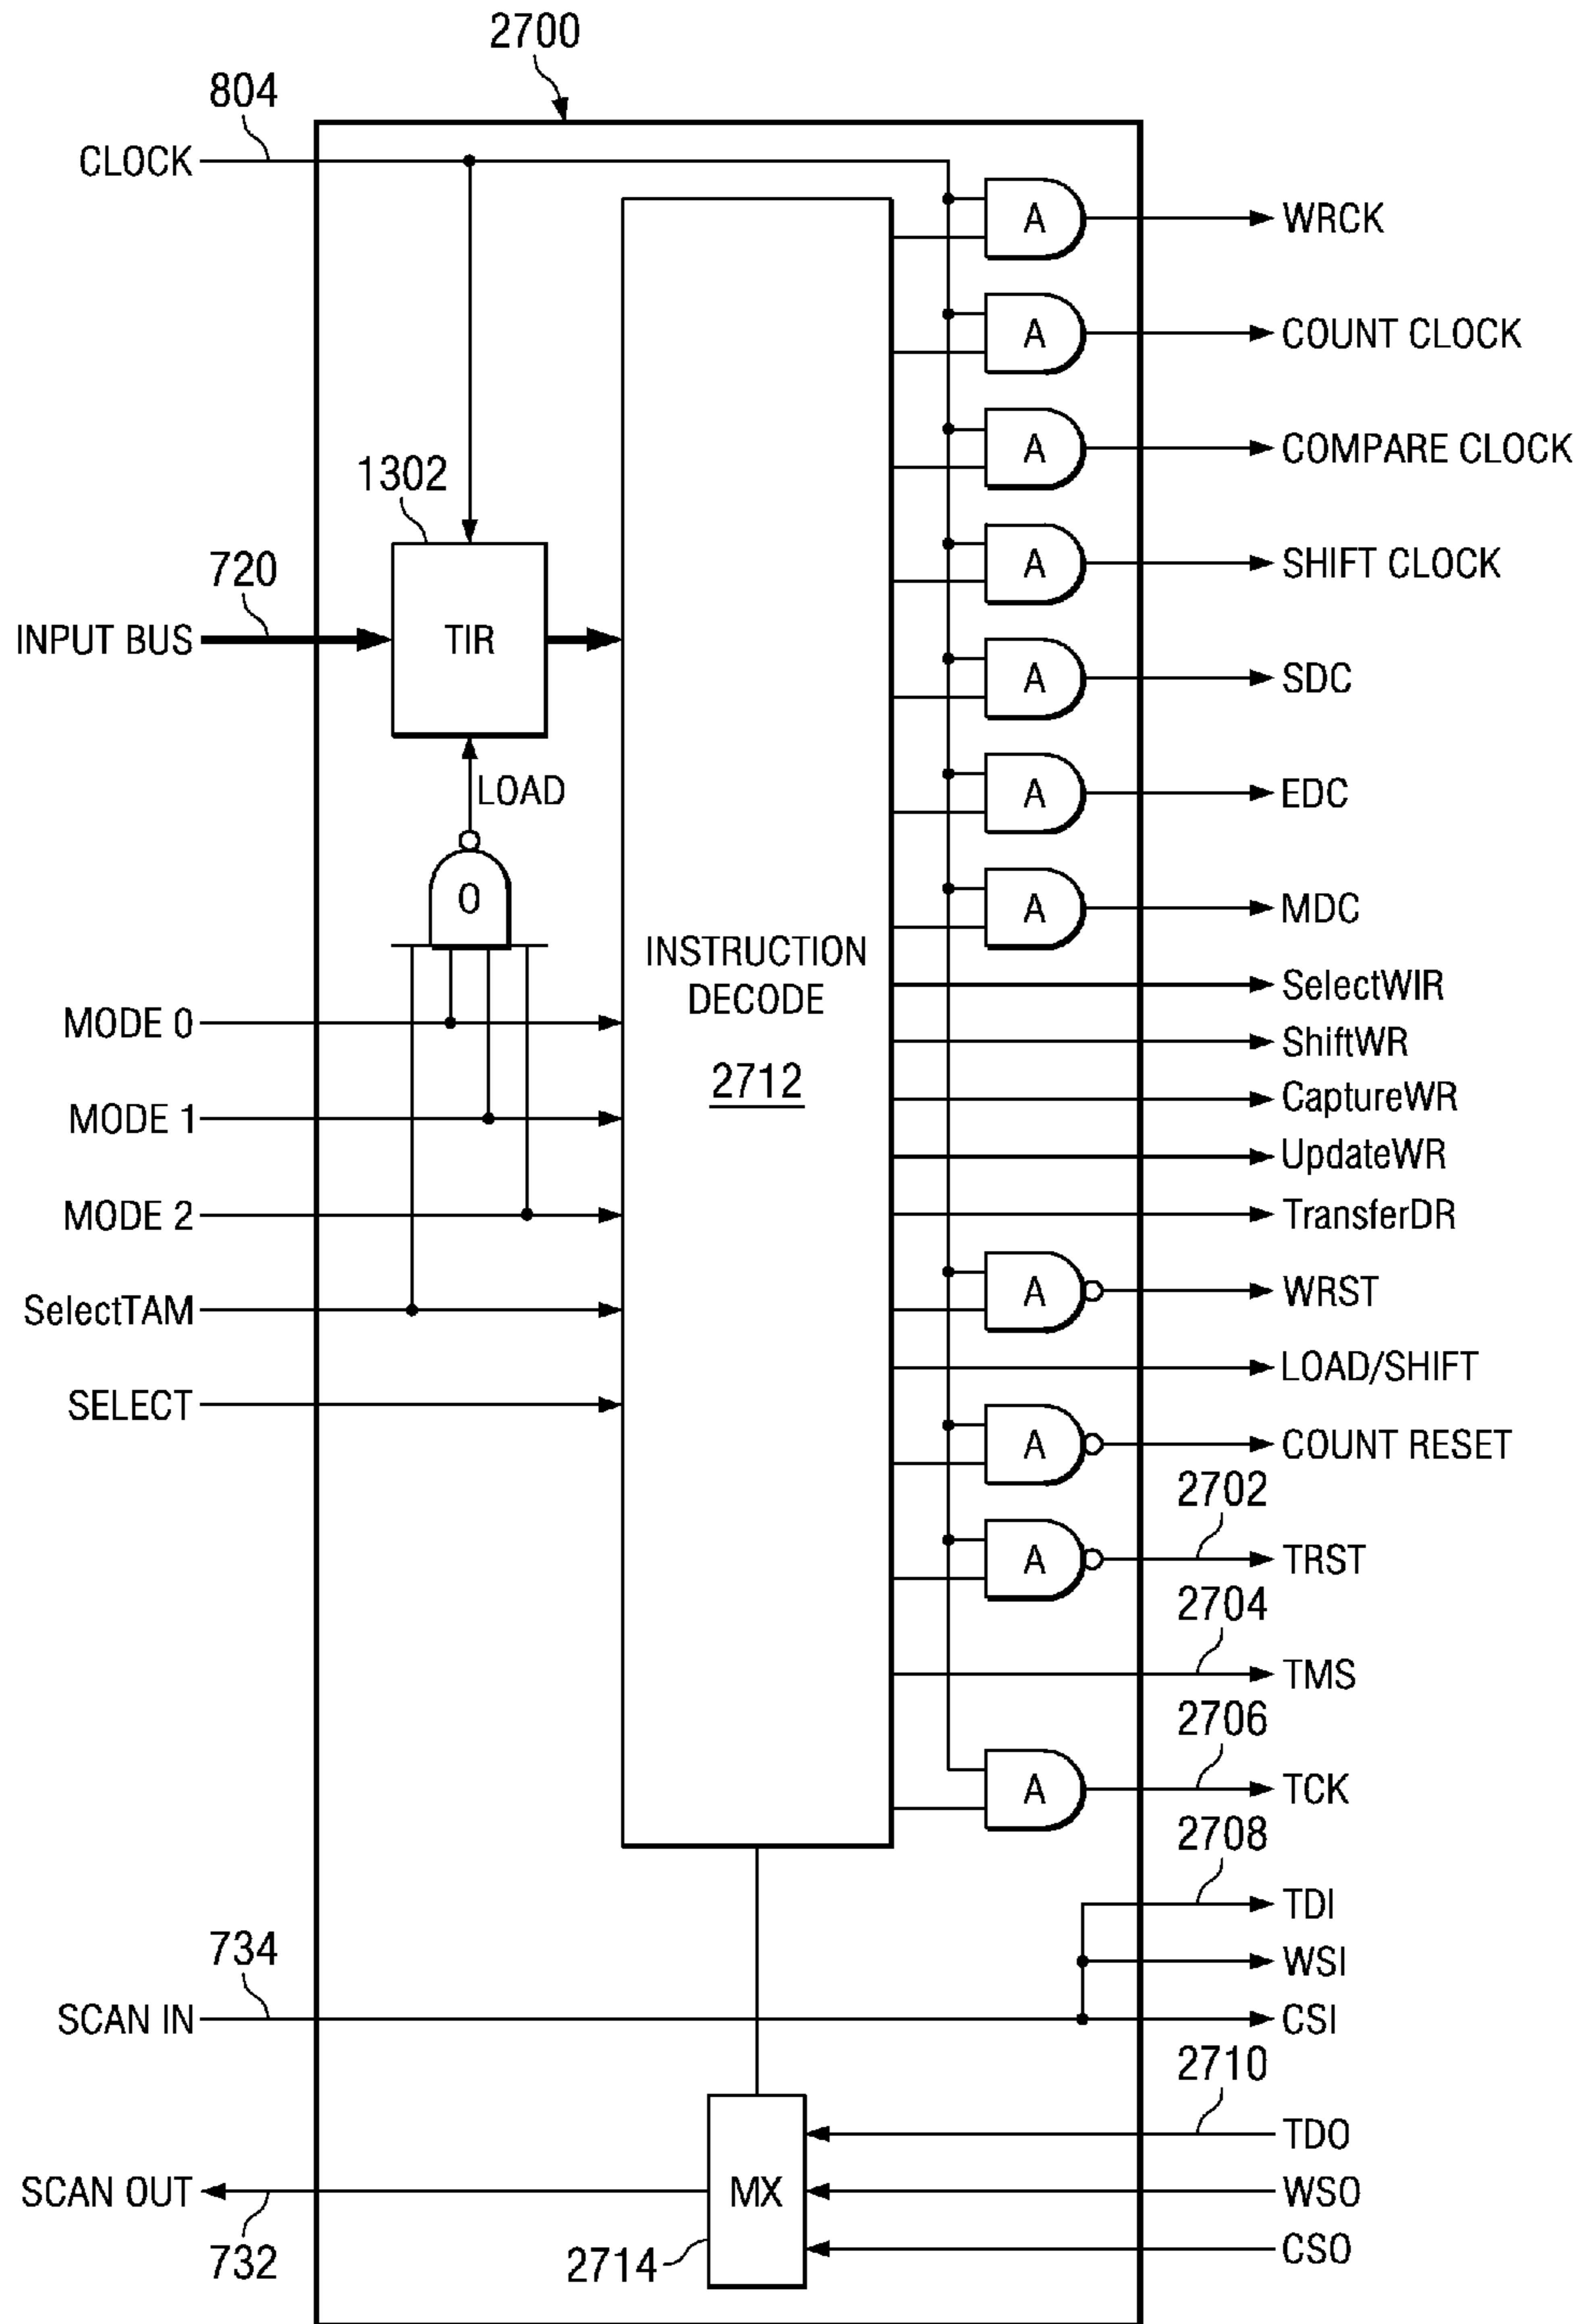 2700
804
CLOCK
A
WRCK
A
COUNT CLOCK
A
COMPARE CLOCK
1302
A
SHIFT CLOCK
720
INPUT BUS
TIR
A
SDC
LOAD
A
EDC
O
A
MDC
INSTRUCTION
DECODE
2712
SelectWIR
MODE 0
ShiftWR
CaptureWR
MODE 1
UpdateWR
MODE 2
TransferDR
SelectTAM
A
WRST
LOAD/SHIFT
SELECT
A
COUNT RESET
2702
A
TRST
2704
TMS
2706
A
TCK
2708
TDI
734
WSI
SCAN IN
CSI
2710
TDO
SCAN OUT
MX
WSO
732
2714
CSO